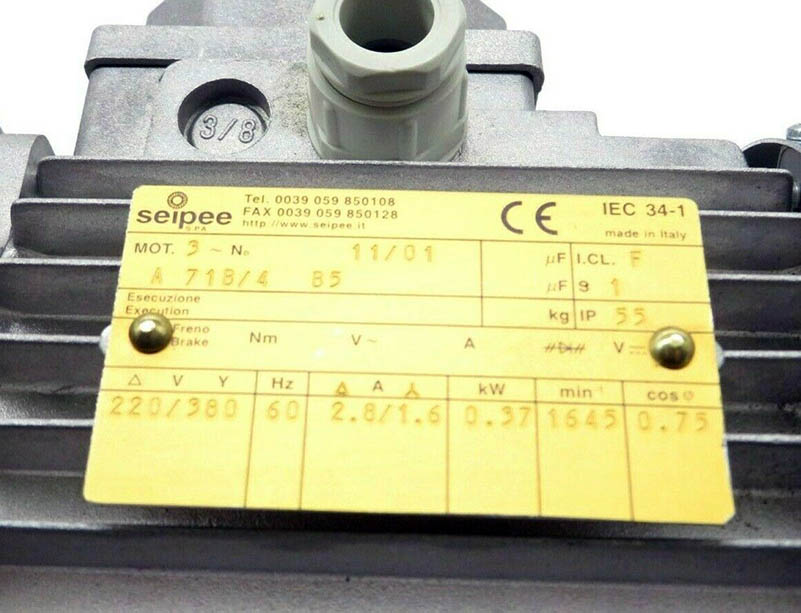 3/8
seipee
S.P.A.
Tel. 0039 059 850108
FAX 0039 059 850128
http://www.seipee.it
CE
IEC 34-1
made in Italy
MOT. 3 ~ No 11/01 µF I.CL. F
A 71B/4 B5 µF S 1
Esecuzione
Execution
kg IP 55
Freno
Brake Nm V~ A V
Δ V Y Hz Δ A Y kW min⁻¹ cos φ
220/380 60 2.8/1.6 0.37 1645 0.75